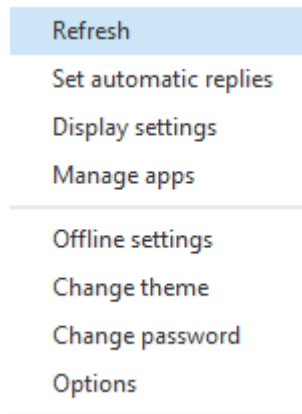 Refresh
Set automatic replies
Display settings
Manage apps
Offline settings
Change theme
Change password
Options